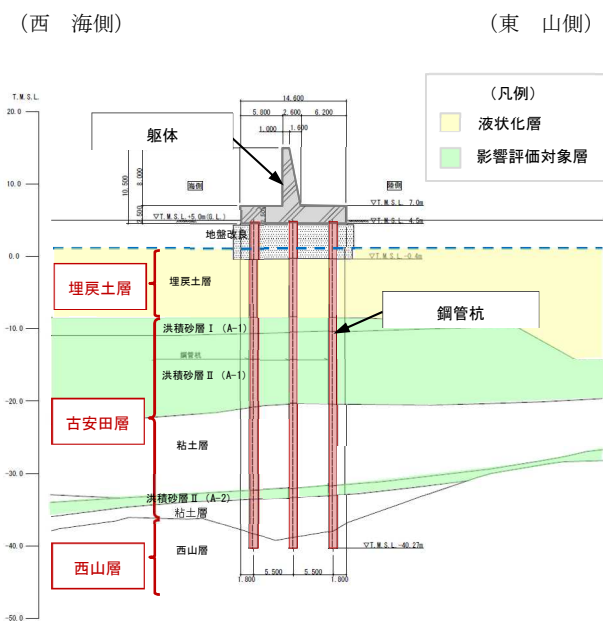 (西 海側)
(東 山側)
T.M.S.L.
14.600
5.800 2.600 6.200
1.000 1.600
(凡例)
液状化層
影響評価対象層
躯体
20.0
10.0
0.0
-10.0
-20.0
-30.0
-40.0
-50.0
10.500
8.000
2.500
海側
陸側
▽T.M.S.L. 7.0m
▽T.M.S.L.+5.0m(G.L.)
▽T.M.S.L. 4.5m
地盤改良
▽T.M.S.L.-0.4m
埋戻土層
埋戻土層
鋼管杭
洪積砂層Ⅰ (A-1)
鋼管杭
洪積砂層Ⅱ (A-1)
古安田層
粘土層
洪積砂層Ⅱ (A-2)
粘土層
西山層
西山層
▽T.M.S.L.-40.27m
5.500 5.500
1.800 1.800